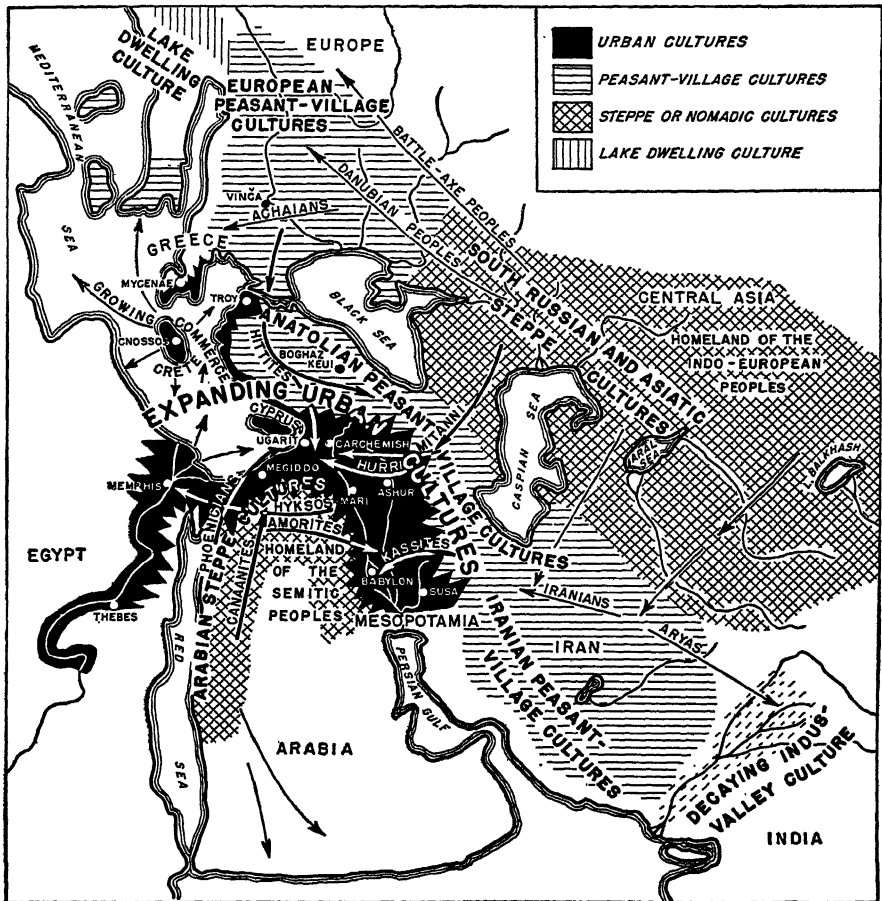 URBAN CULTURES
PEASANT-VILLAGE CULTURES
STEPPE OR NOMADIC CULTURES
LAKE DWELLING CULTURE
LAKE
DWELLING
CULTURE
EUROPE
MEDITERRANEAN
SEA
EUROPEAN
PEASANT-VILLAGE
CULTURES
BATTLE-AXE PEOPLES
DANUBIAN PEOPLES
VINČA
ACHAIANS
GREECE
MYCENAE
TROY
BLACK SEA
SOUTH RUSSIAN AND ASIATIC
STEPPE CULTURES
CENTRAL ASIA
HOMELAND OF THE
INDO-EUROPEAN
PEOPLES
GROWING COMMERCE
CNOSSOS
CRETE
ANATOLIAN PEASANT-VILLAGE CULTURES
HITTITES
BOGHAZ
KEUI
EXPANDING URBAN CULTURES
CYPRUS
UGARIT
CARCHEMISH
MITANNI
HURRI
CASPIAN SEA
ARAL
SEA
L. BALKHASH
MEMPHIS
MEGIDDO
ASHUR
MARI
HYKSOS
AMORITES
PHOENICIANS
CANAANITES
ARABIAN STEPPE CULTURES
HOMELAND
OF THE
SEMITIC
PEOPLES
KASSITES
BABYLON
SUSA
MESOPOTAMIA
EGYPT
THEBES
RED
SEA
ARABIA
PERSIAN GULF
IRANIANS
IRAN
IRANIAN PEASANT-
VILLAGE CULTURES
ARYAS
DECAYING INDUS-
VALLEY CULTURE
INDIA